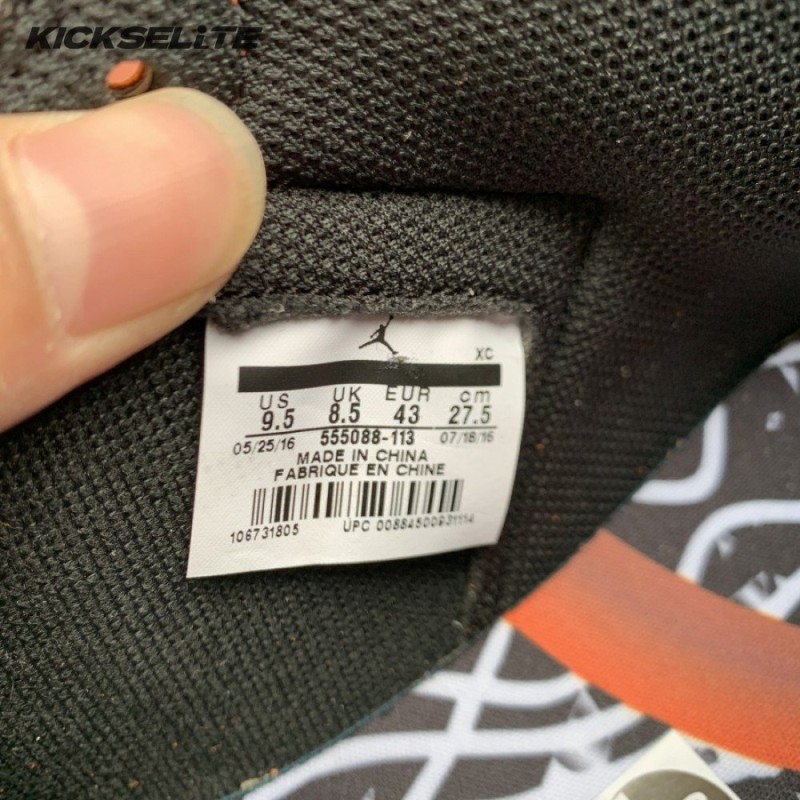 KICKSELITE
XC
US UK EUR cm
9.5 8.5 43 27.5
05/25/16 555088-113 07/18/16
MADE IN CHINA
FABRIQUE EN CHINE
106731805 UPC 00884500931114